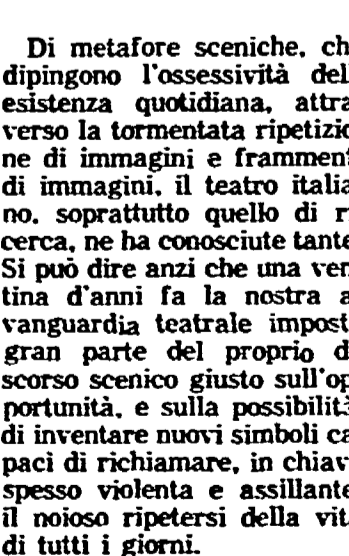 Di metafore sceniche, ch
dipingono l'ossessività del
esistenza quotidiana, attra
verso la tormentata ripetizio
ne di immagini e frammen
di immagini, il teatro italia
no, soprattutto quello di r
cerca, ne ha conosciute tante
Si può dire anzi che una ven
tina d'anni fa la nostra a
vanguardia teatrale impost
gran parte del proprio d
scorso scenico giusto sull'op
portunità, e sulla possibilità
di inventare nuovi simboli ca
paci di richiamare, in chiav
spesso violenta e assillante
il noioso ripetersi della vit
di tutti i giorni.